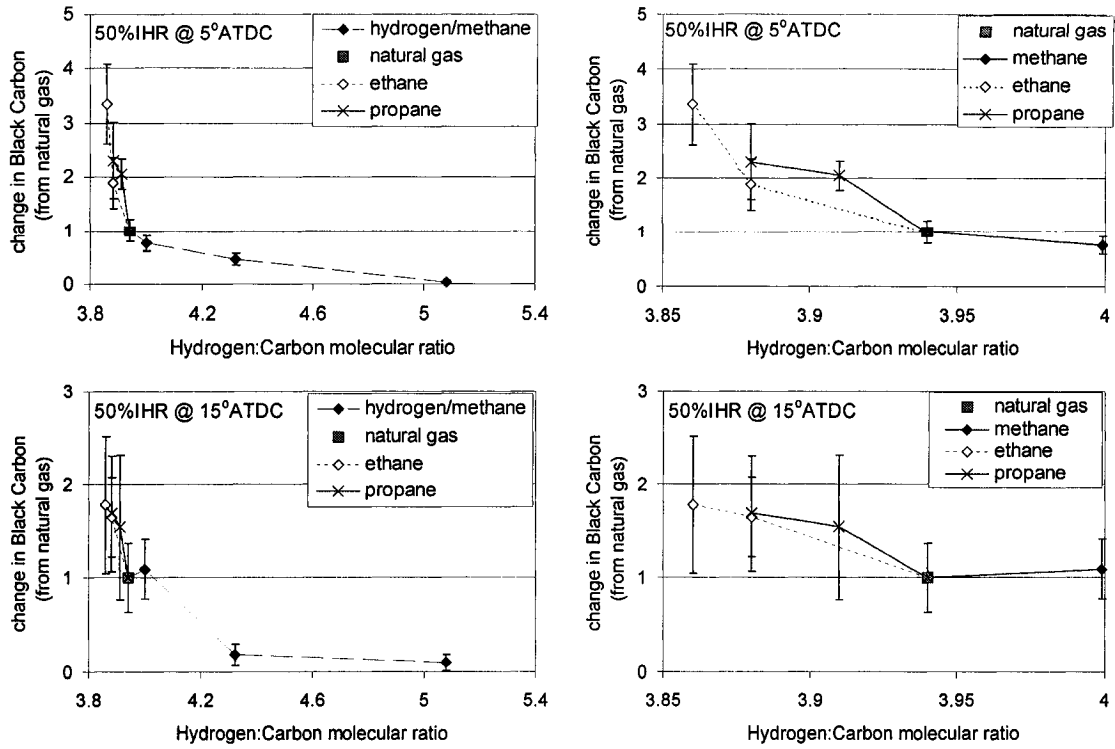 50%IHR @ 5°ATDC
hydrogen/methane
natural gas
ethane
propane
change in Black Carbon
(from natural gas)
5
4
3
2
1
0
3.8
4.2
4.6
5
5.4
Hydrogen:Carbon molecular ratio
50%IHR @ 5°ATDC
natural gas
methane
ethane
propane
change in Black Carbon
(from natural gas)
5
4
3
2
1
0
3.85
3.9
3.95
4
Hydrogen:Carbon molecular ratio
50%IHR @ 15°ATDC
hydrogen/methane
natural gas
ethane
propane
change in Black Carbon
(from natural gas)
3
2
1
0
3.8
4.2
4.6
5
5.4
Hydrogen:Carbon molecular ratio
50%IHR @ 15°ATDC
natural gas
methane
ethane
propane
change in Black Carbon
(from natural gas)
3
2
1
0
3.85
3.9
3.95
4
Hydrogen:Carbon molecular ratio